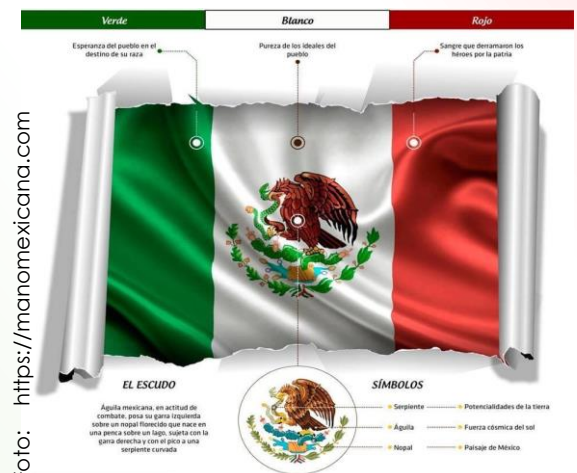 Verde
Blanco
Rojo
Esperanza del pueblo en el
destino de su raza
Pureza de los ideales del
pueblo
Sangre que derramaron los
héroes por la patria
EL ESCUDO
Águila mexicana, en actitud de
combate, posa su garra izquierda
sobre un nopal florecido que nace en
una penca sobre un lago, sujeta con la
garra derecha y con el pico a una
serpiente curvada
SÍMBOLOS
Serpiente
Potencialidades de la tierra
Águila
Fuerza cósmica del sol
Nopal
Paisaje de México
oto: https://manomexicana.com